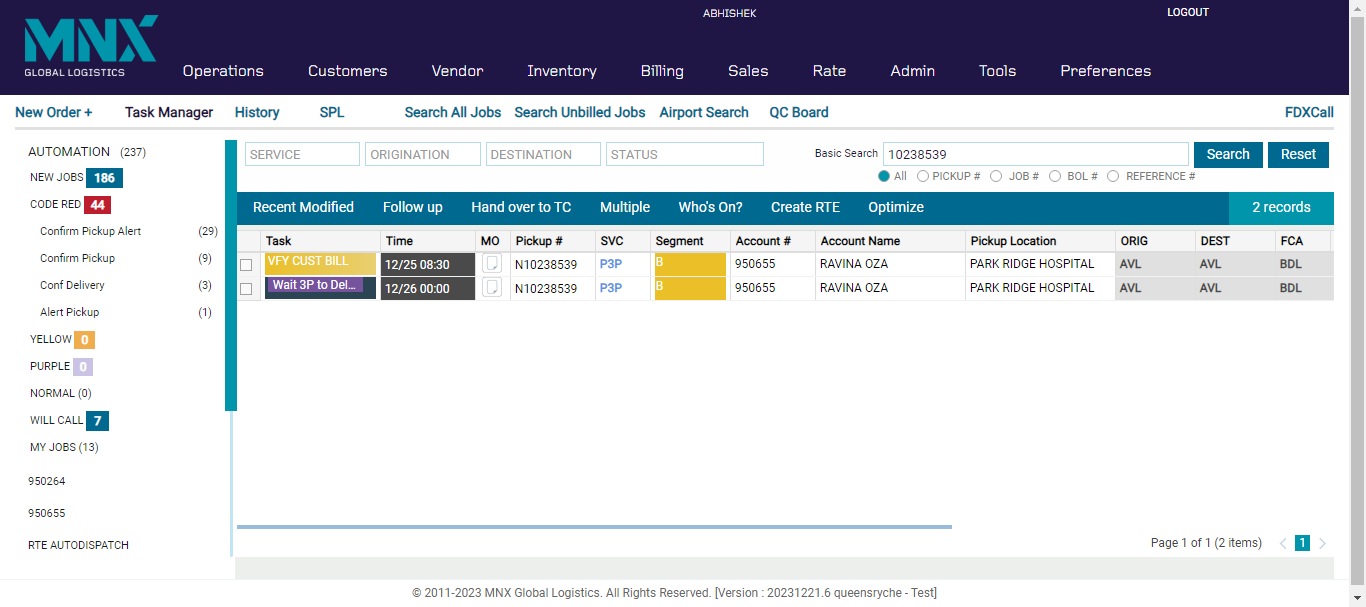 ABHISHEK LOGOUT
MNX
GLOBAL LOGISTICS
Operations Customers Vendor Inventory Billing Sales Rate Admin Tools Preferences
New Order + Task Manager History SPL Search All Jobs Search Unbilled Jobs Airport Search QC Board FDXCall
AUTOMATION (237)
NEW JOBS 186
CODE RED 44
Confirm Pickup Alert (29)
Confirm Pickup (9)
Conf Delivery (3)
Alert Pickup (1)
YELLOW 0
PURPLE 0
NORMAL (0)
WILL CALL 7
MY JOBS (13)
950264
950655
RTE AUTODISPATCH
SERVICE ORIGINATION DESTINATION STATUS Basic Search 10238539 Search Reset
All PICKUP # JOB # BOL # REFERENCE #
Recent Modified Follow up Hand over to TC Multiple Who's On? Create RTE Optimize 2 records
Task Time MO Pickup # SVC Segment Account # Account Name Pickup Location ORIG DEST FCA
VFY CUST BILL 12/25 08:30 N10238539 P3P B 950655 RAVINA OZA PARK RIDGE HOSPITAL AVL AVL BDL
Wait 3P to Del... 12/26 00:00 N10238539 P3P B 950655 RAVINA OZA PARK RIDGE HOSPITAL AVL AVL BDL
Page 1 of 1 (2 items) 1
© 2011-2023 MNX Global Logistics. All Rights Reserved. [Version : 20231221.6 queensryche - Test]